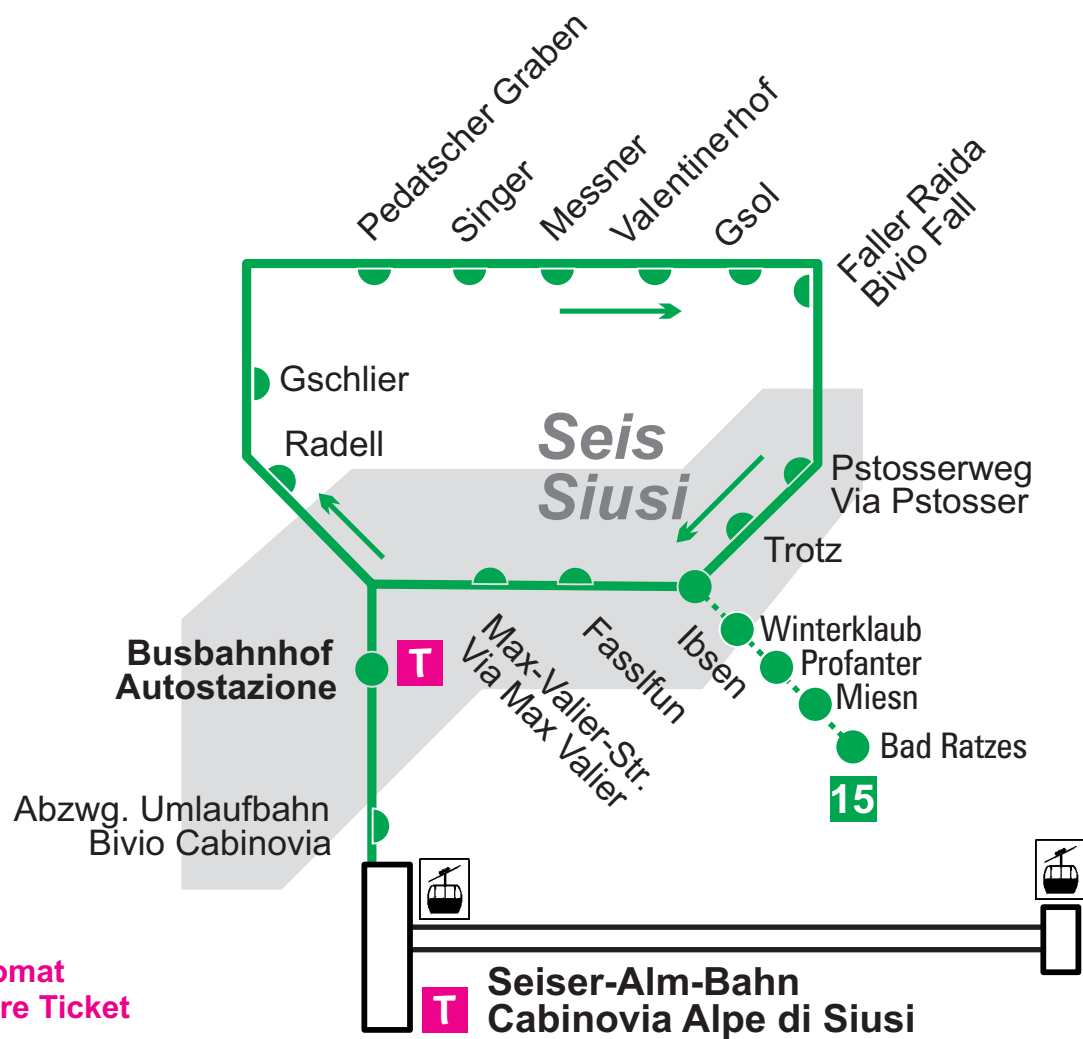 Pedatscher Graben
Singer
Messner
Valentinerhof
Gsol
Faller Raida
Bivio Fall
Gschlier
Radell
Seis
Siusi
Pstosserweg
Via Pstosser
Trotz
Busbahnhof
Autostazione
T
Max-Valier-Str.
Via Max Valier
Fasslfun
Ibsen
Winterklaub
Profanter
Miesn
Bad Ratzes
15
Abzwg. Umlaufbahn
Bivio Cabinovia
omat
re Ticket
T
Seiser-Alm-Bahn
Cabinovia Alpe di Siusi